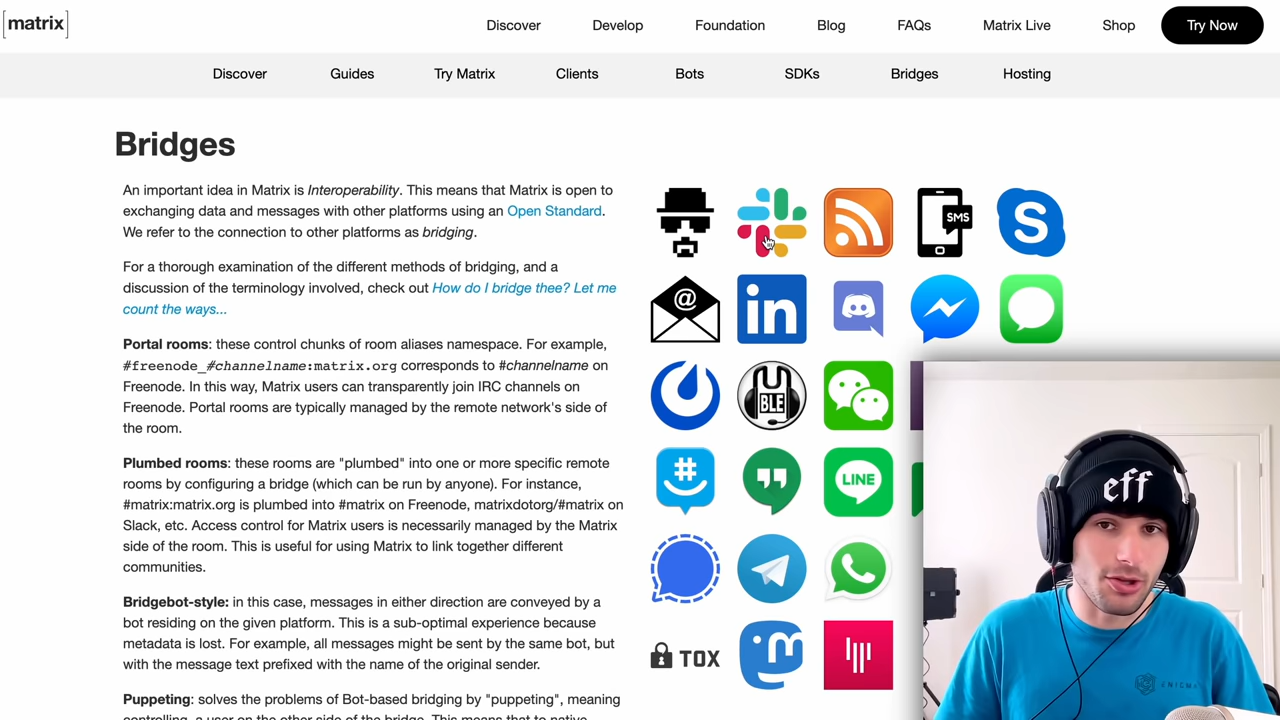 [matrix]
Discover Develop Foundation Blog FAQs Matrix Live Shop Try Now
Discover Guides Try Matrix Clients Bots SDKs Bridges Hosting
Bridges
An important idea in Matrix is Interoperability. This means that Matrix is open to
exchanging data and messages with other platforms using an Open Standard.
We refer to the connection to other platforms as bridging.
For a thorough examination of the different methods of bridging, and a
discussion of the terminology involved, check out How do I bridge thee? Let me
count the ways...
Portal rooms: these control chunks of room aliases namespace. For example,
#freenode_#channelname:matrix.org corresponds to #channelname on
Freenode. In this way, Matrix users can transparently join IRC channels on
Freenode. Portal rooms are typically managed by the remote network's side of
the room.
Plumbed rooms: these rooms are "plumbed" into one or more specific remote
rooms by configuring a bridge (which can be run by anyone). For instance,
#matrix:matrix.org is plumbed into #matrix on Freenode, matrixdotorg/#matrix on
Slack, etc. Access control for Matrix users is necessarily managed by the Matrix
side of the room. This is useful for using Matrix to link together different
communities.
Bridgebot-style: in this case, messages in either direction are conveyed by a
bot residing on the given platform. This is a sub-optimal experience because
metadata is lost. For example, all messages might be sent by the same bot, but
with the message text prefixed with the name of the original sender.
Puppeting: solves the problems of Bot-based bridging by "puppeting", meaning
SMS
S
@
in
BLE
#
LINE
TOX
m
eff
ENIGMA